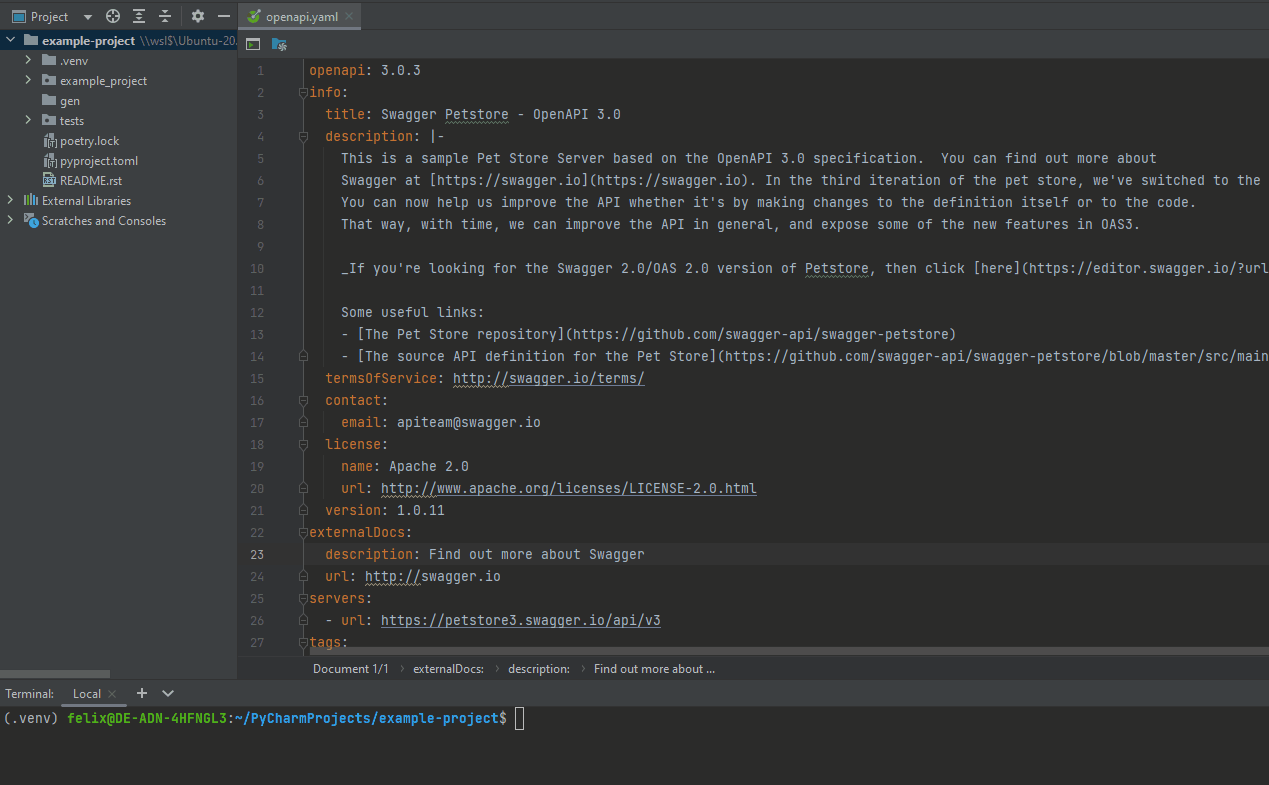 Project
openapi.yaml
example-project \\wsl$\Ubuntu-20.
.venv
example_project
gen
tests
poetry.lock
pyproject.toml
README.rst
External Libraries
Scratches and Consoles
1 openapi: 3.0.3
2 info:
3 title: Swagger Petstore - OpenAPI 3.0
4 description: |-
5 This is a sample Pet Store Server based on the OpenAPI 3.0 specification.  You can find out more about
6 Swagger at [https://swagger.io](https://swagger.io). In the third iteration of the pet store, we've switched to the
7 You can now help us improve the API whether it's by making changes to the definition itself or to the code.
8 That way, with time, we can improve the API in general, and expose some of the new features in OAS3.
9
10 _If you're looking for the Swagger 2.0/OAS 2.0 version of Petstore, then click [here](https://editor.swagger.io/?url
11
12 Some useful links:
13 - [The Pet Store repository](https://github.com/swagger-api/swagger-petstore)
14 - [The source API definition for the Pet Store](https://github.com/swagger-api/swagger-petstore/blob/master/src/main
15 termsOfService: http://swagger.io/terms/
16 contact:
17 email: apiteam@swagger.io
18 license:
19 name: Apache 2.0
20 url: http://www.apache.org/licenses/LICENSE-2.0.html
21 version: 1.0.11
22 externalDocs:
23 description: Find out more about Swagger
24 url: http://swagger.io
25 servers:
26 - url: https://petstore3.swagger.io/api/v3
27 tags:
Document 1/1 › externalDocs: › description: › Find out more about ...
Terminal: Local
(.venv) felix@DE-ADN-4HFNGL3:~/PyCharmProjects/example-project$